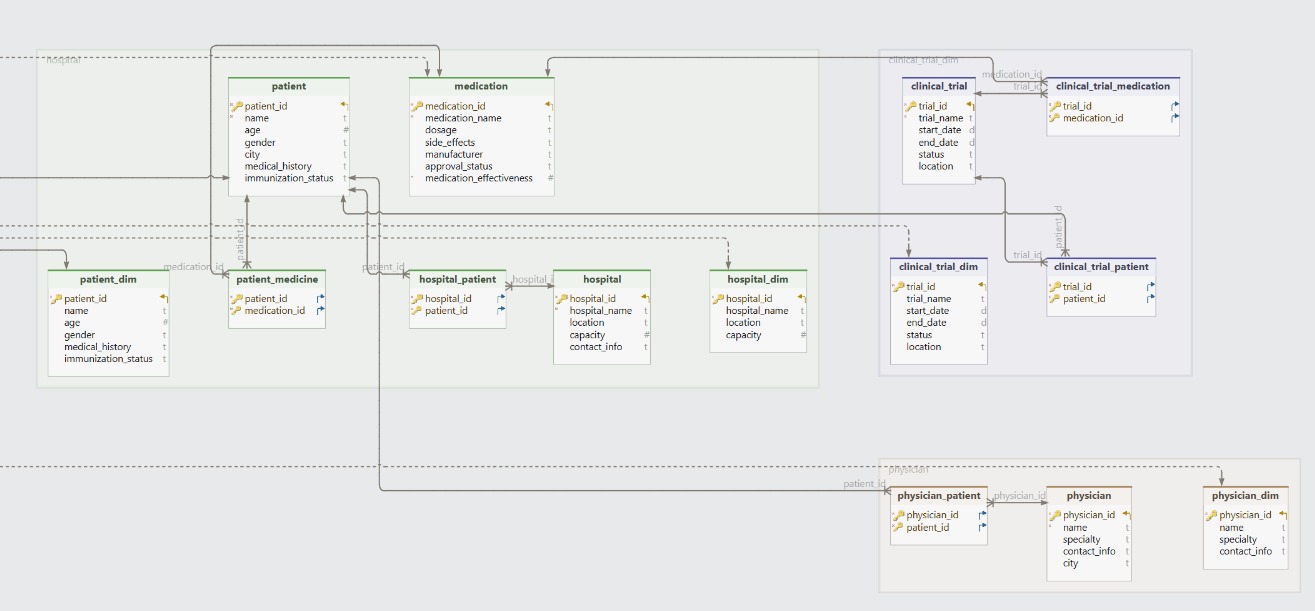 hospital
patient
patient_id
name t
age #
gender t
city t
medical_history t
immunization_status t
medication
medication_id
medication_name t
dosage t
side_effects t
manufacturer t
approval_status t
medication_effectiveness #
clinical_trial_dim
medication_id
trial_id
clinical_trial
trial_id
trial_name t
start_date d
end_date d
status t
location t
clinical_trial_medication
trial_id
medication_id
patient_id
medication_id
patient_id
hospital_i
patient_id
trial_id
patient_dim
patient_id
name t
age #
gender t
medical_history t
immunization_status t
patient_medicine
patient_id
medication_id
hospital_patient
hospital_id
patient_id
hospital
hospital_id
hospital_name t
location t
capacity #
contact_info t
hospital_dim
hospital_id
hospital_name t
location t
capacity #
clinical_trial_dim
trial_id
trial_name t
start_date d
end_date d
status t
location t
clinical_trial_patient
trial_id
patient_id
physician
patient_id
physician_id
physician_patient
physician_id
patient_id
physician
physician_id
name t
specialty t
contact_info t
city t
physician_dim
physician_id
name t
specialty t
contact_info t